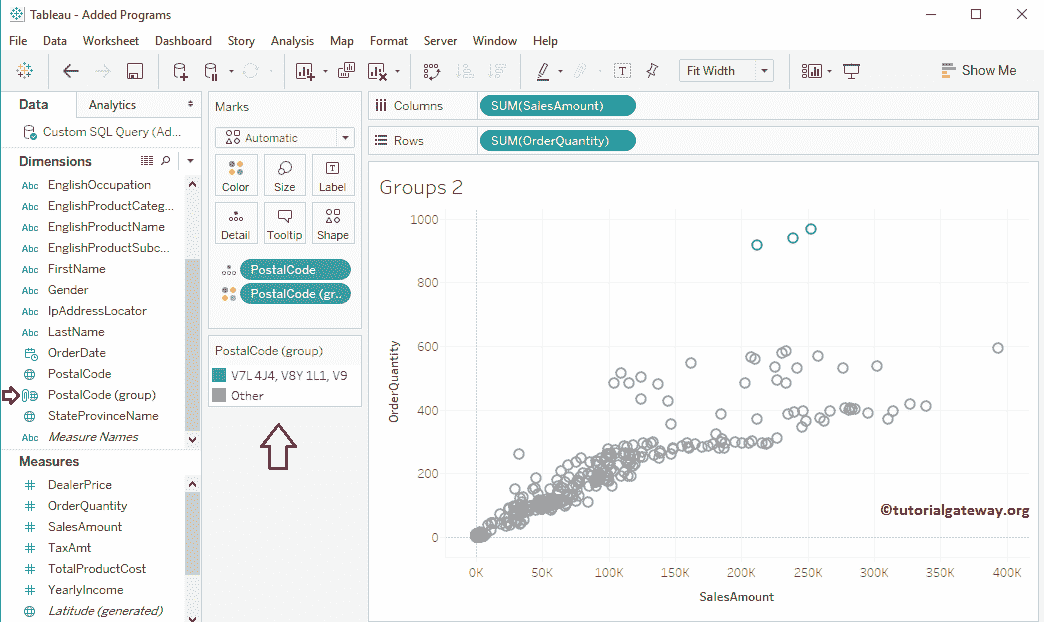 Tableau - Added Programs
File Data Worksheet Dashboard Story Analysis Map Format Server Window Help
Fit Width
Show Me
Data Analytics
Custom SQL Query (Ad...
Dimensions
Abc EnglishOccupation
Abc EnglishProductCateg...
Abc EnglishProductName
Abc EnglishProductSubc...
Abc FirstName
Abc Gender
Abc IpAddressLocator
Abc LastName
OrderDate
PostalCode
PostalCode (group)
StateProvinceName
Abc Measure Names
Measures
# DealerPrice
# OrderQuantity
# SalesAmount
# TaxAmt
# TotalProductCost
# YearlyIncome
Latitude (generated)
Marks
Automatic
Color Size Label
Detail Tooltip Shape
PostalCode
PostalCode (gr..
PostalCode (group)
V7L 4J4, V8Y 1L1, V9
Other
Columns SUM(SalesAmount)
Rows SUM(OrderQuantity)
Groups 2
1000
800
600
400
200
0
OrderQuantity
©tutorialgateway.org
0K 50K 100K 150K 200K 250K 300K 350K 400K
SalesAmount